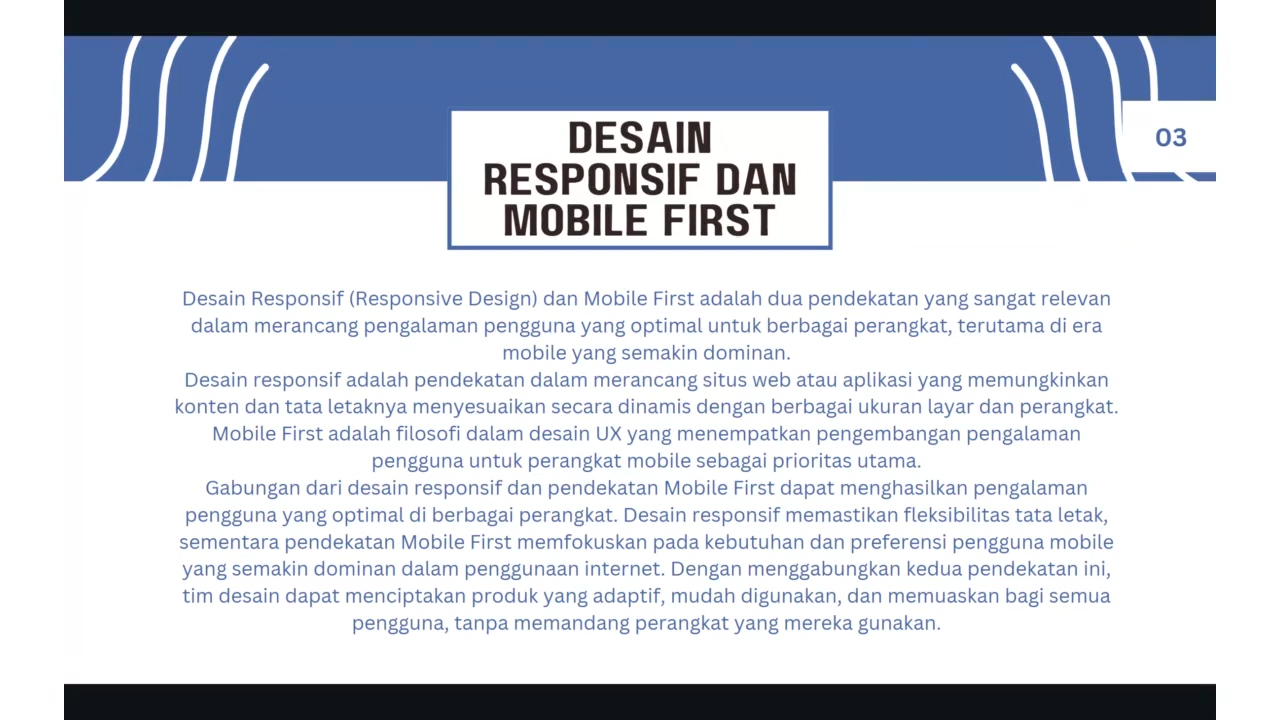 03
DESAIN
RESPONSIF DAN
MOBILE FIRST
Desain Responsif (Responsive Design) dan Mobile First adalah dua pendekatan yang sangat relevan
dalam merancang pengalaman pengguna yang optimal untuk berbagai perangkat, terutama di era
mobile yang semakin dominan.
Desain responsif adalah pendekatan dalam merancang situs web atau aplikasi yang memungkinkan
konten dan tata letaknya menyesuaikan secara dinamis dengan berbagai ukuran layar dan perangkat.
Mobile First adalah filosofi dalam desain UX yang menempatkan pengembangan pengalaman
pengguna untuk perangkat mobile sebagai prioritas utama.
Gabungan dari desain responsif dan pendekatan Mobile First dapat menghasilkan pengalaman
pengguna yang optimal di berbagai perangkat. Desain responsif memastikan fleksibilitas tata letak,
sementara pendekatan Mobile First memfokuskan pada kebutuhan dan preferensi pengguna mobile
yang semakin dominan dalam penggunaan internet. Dengan menggabungkan kedua pendekatan ini,
tim desain dapat menciptakan produk yang adaptif, mudah digunakan, dan memuaskan bagi semua
pengguna, tanpa memandang perangkat yang mereka gunakan.